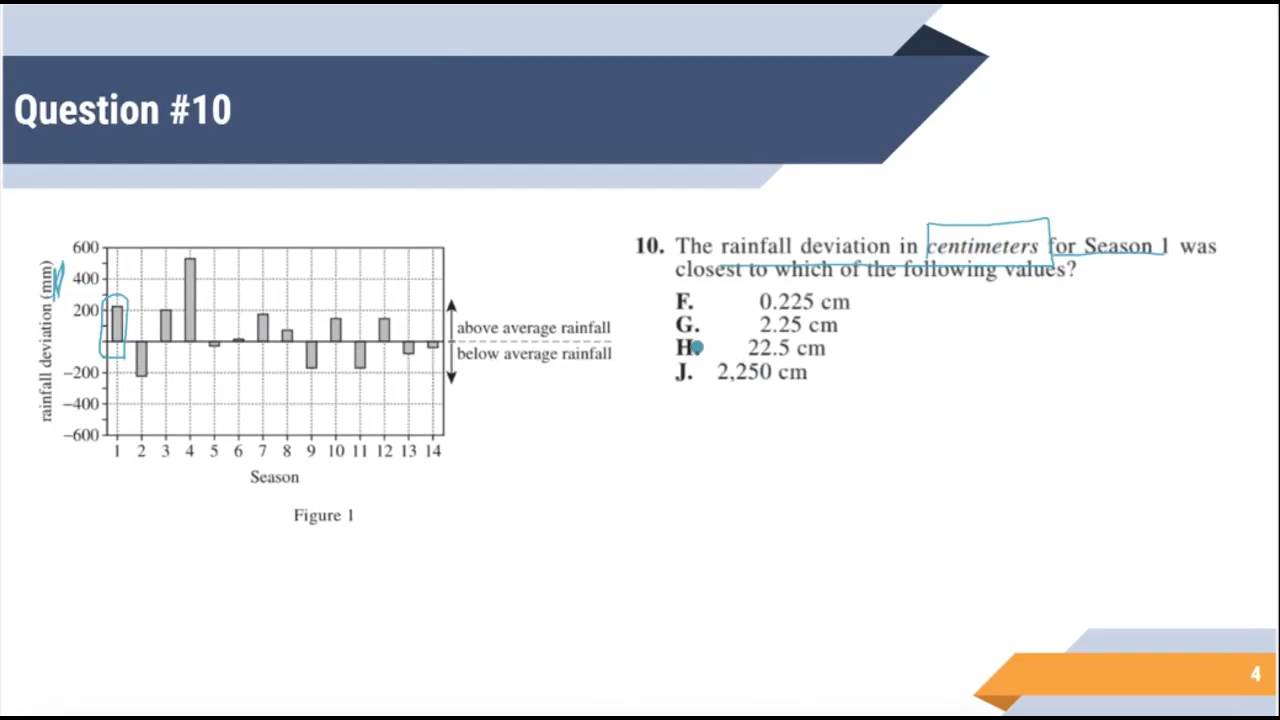 Question #10
600
400
200
−200
−400
−600
rainfall deviation (mm)
1 2 3 4 5 6 7 8 9 10 11 12 13 14
Season
Figure 1
above average rainfall
below average rainfall
10. The rainfall deviation in centimeters for Season 1 was
closest to which of the following values?
F. 0.225 cm
G. 2.25 cm
H. 22.5 cm
J. 2,250 cm
4